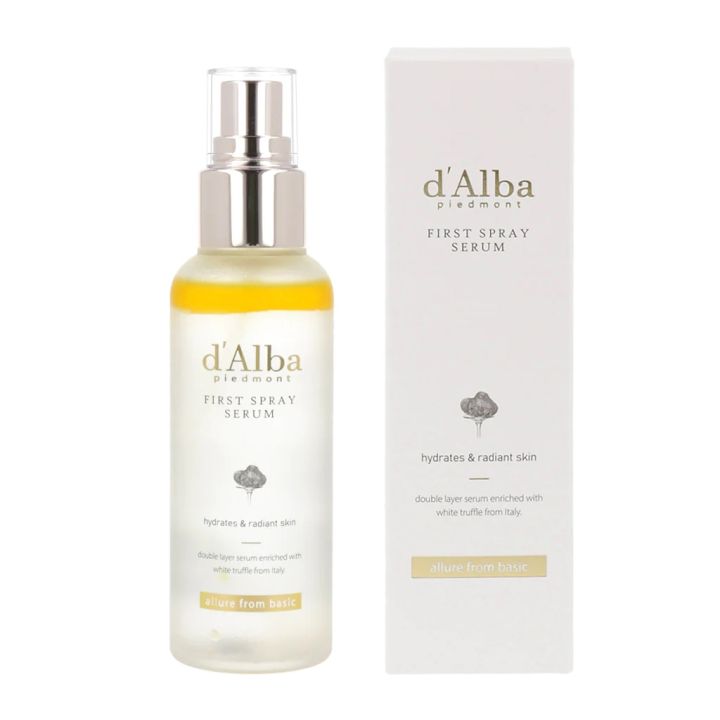 d'Alba
piedmont
FIRST SPRAY
SERUM
hydrates & radiant skin
double layer serum enriched with
white truffle from Italy.
allure from basic
d'Alba
piedmont
FIRST SPRAY
SERUM
hydrates & radiant skin
double layer serum enriched with
white truffle from Italy.
allure from basic